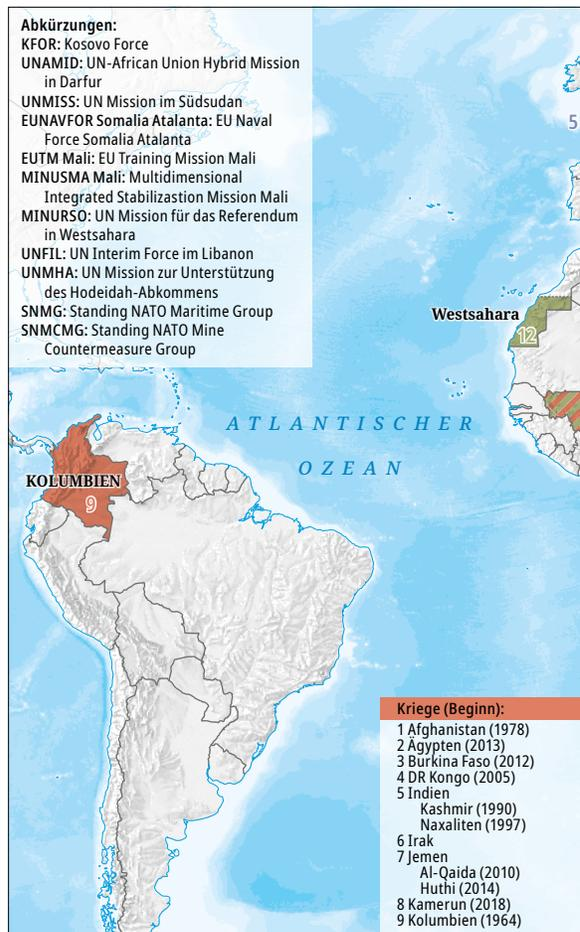 Abkürzungen:
KFOR: Kosovo Force
UNAMID: UN-African Union Hybrid Mission
in Darfur
UNMISS: UN Mission im Südsudan
EUNAVFOR Somalia Atalanta: EU Naval
Force Somalia Atalanta
EUTM Mali: EU Training Mission Mali
MINUSMA Mali: Multidimensional
Integrated Stabilizastion Mission Mali
MINURSO: UN Mission für das Referendum
in Westsahara
UNFIL: UN Interim Force im Libanon
UNMHA: UN Mission zur Unterstützung
des Hodeidah-Abkommens
SNMG: Standing NATO Maritime Group
SNMCMG: Standing NATO Mine
Countermeasure Group
5
Westsahara
12
ATLANTISCHER
OZEAN
KOLUMBIEN
9
Kriege (Beginn):
1 Afghanistan (1978)
2 Ägypten (2013)
3 Burkina Faso (2012)
4 DR Kongo (2005)
5 Indien
Kashmir (1990)
Naxaliten (1997)
6 Irak
7 Jemen
Al-Qaida (2010)
Huthi (2014)
8 Kamerun (2018)
9 Kolumbien (1964)